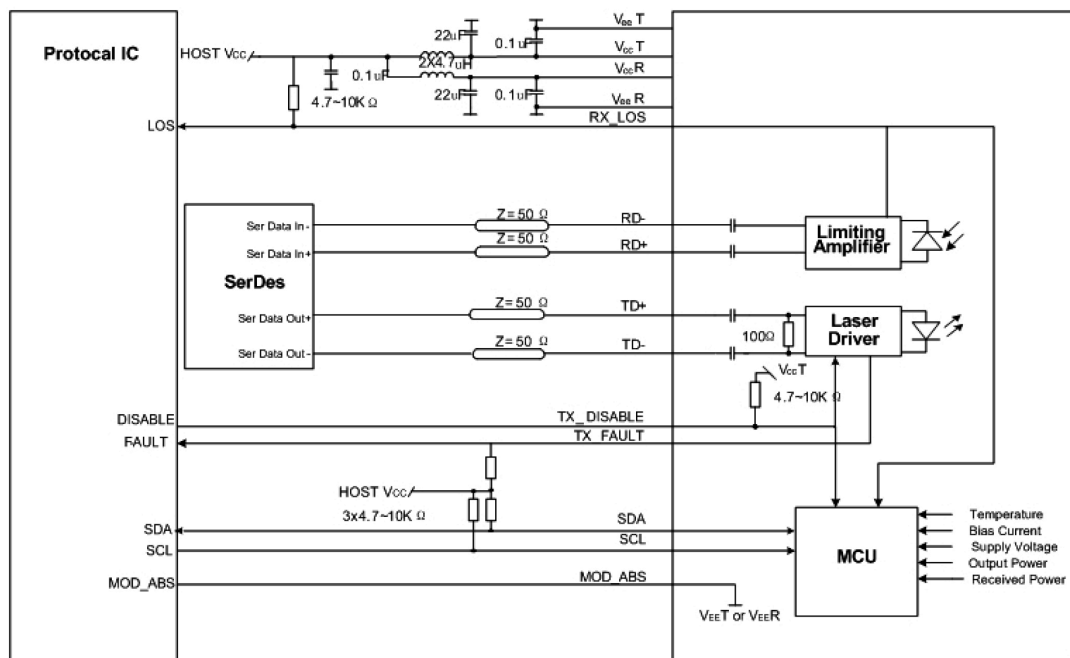 Protocal IC
HOST Vcc
22uF
0.1uF
Vee T
Vcc T
0.1uF
2X4.7uH
VccR
4.7~10K Ω
22uF
0.1uF
Vee R
LOS
RX_LOS
Ser Data In-
Z= 50 Ω
RD-
Ser Data In+
Z= 50 Ω
RD+
Limiting
Amplifier
SerDes
Ser Data Out+
Z= 50 Ω
TD+
Laser
Driver
100Ω
Ser Data Out-
Z= 50 Ω
TD-
VccT
4.7~10K Ω
DISABLE
TX_DISABLE
FAULT
TX_FAULT
HOST Vcc
3x4.7~10K Ω
SDA
SDA
SCL
SCL
MCU
Temperature
Bias Current
Supply Voltage
Output Power
Received Power
MOD_ABS
MOD_ABS
VEET or VEER